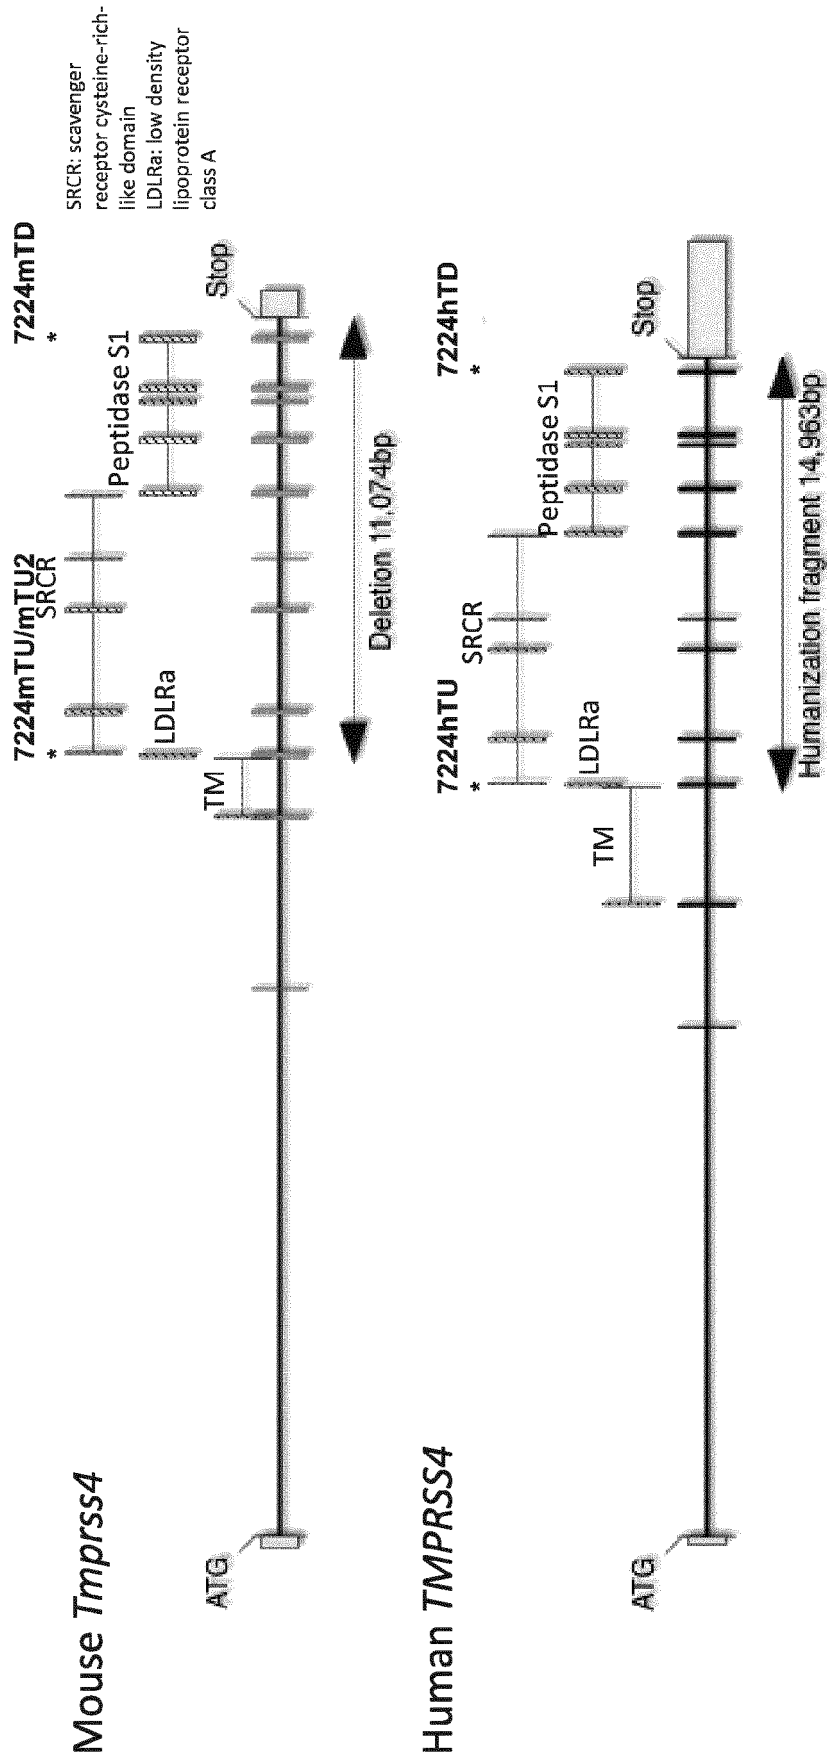 Mouse Tmprss4
7224mTU/mTU2
*
7224mTD
*
SRCR: scavenger
receptor cysteine-rich-
like domain
LDLRa: low density
lipoprotein receptor
class A
SRCR
Peptidase S1
LDLRa
TM
ATG
Stop
Deletion 11,074bp
Human TMPRSS4
7224hTU
*
7224hTD
*
SRCR
Peptidase S1
LDLRa
TM
ATG
Stop
Humanization fragment 14,963bp